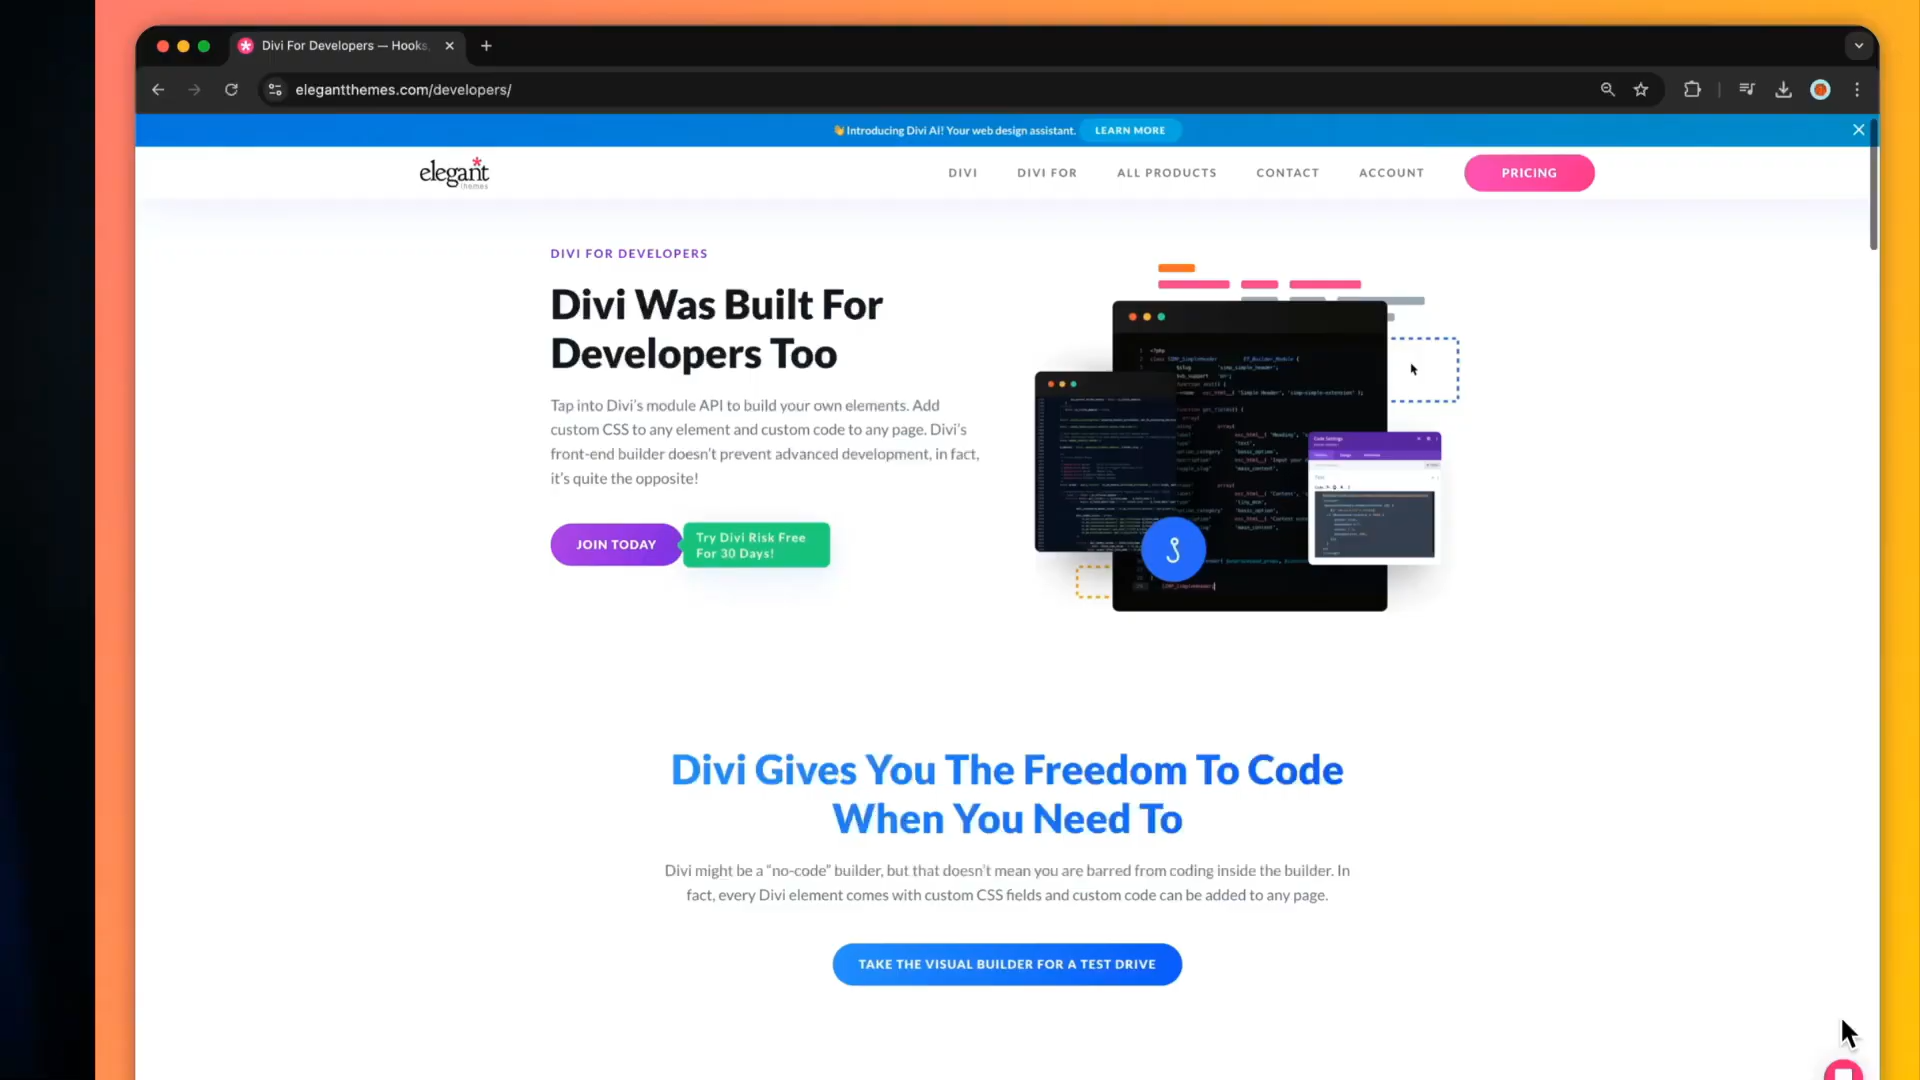 Divi For Developers — Hooks,
elegantthemes.com/developers/
👋 Introducing Divi AI! Your web design assistant. LEARN MORE
elegant
themes
DIVI
DIVI FOR
ALL PRODUCTS
CONTACT
ACCOUNT
PRICING
DIVI FOR DEVELOPERS
Divi Was Built For
Developers Too
Tap into Divi’s module API to build your own elements. Add
custom CSS to any element and custom code to any page. Divi’s
front-end builder doesn’t prevent advanced development, in fact,
it’s quite the opposite!
JOIN TODAY
Try Divi Risk Free
For 30 Days!
<?php
Code Settings
Divi Gives You The Freedom To Code
When You Need To
Divi might be a “no-code” builder, but that doesn’t mean you are barred from coding inside the builder. In
fact, every Divi element comes with custom CSS fields and custom code can be added to any page.
TAKE THE VISUAL BUILDER FOR A TEST DRIVE